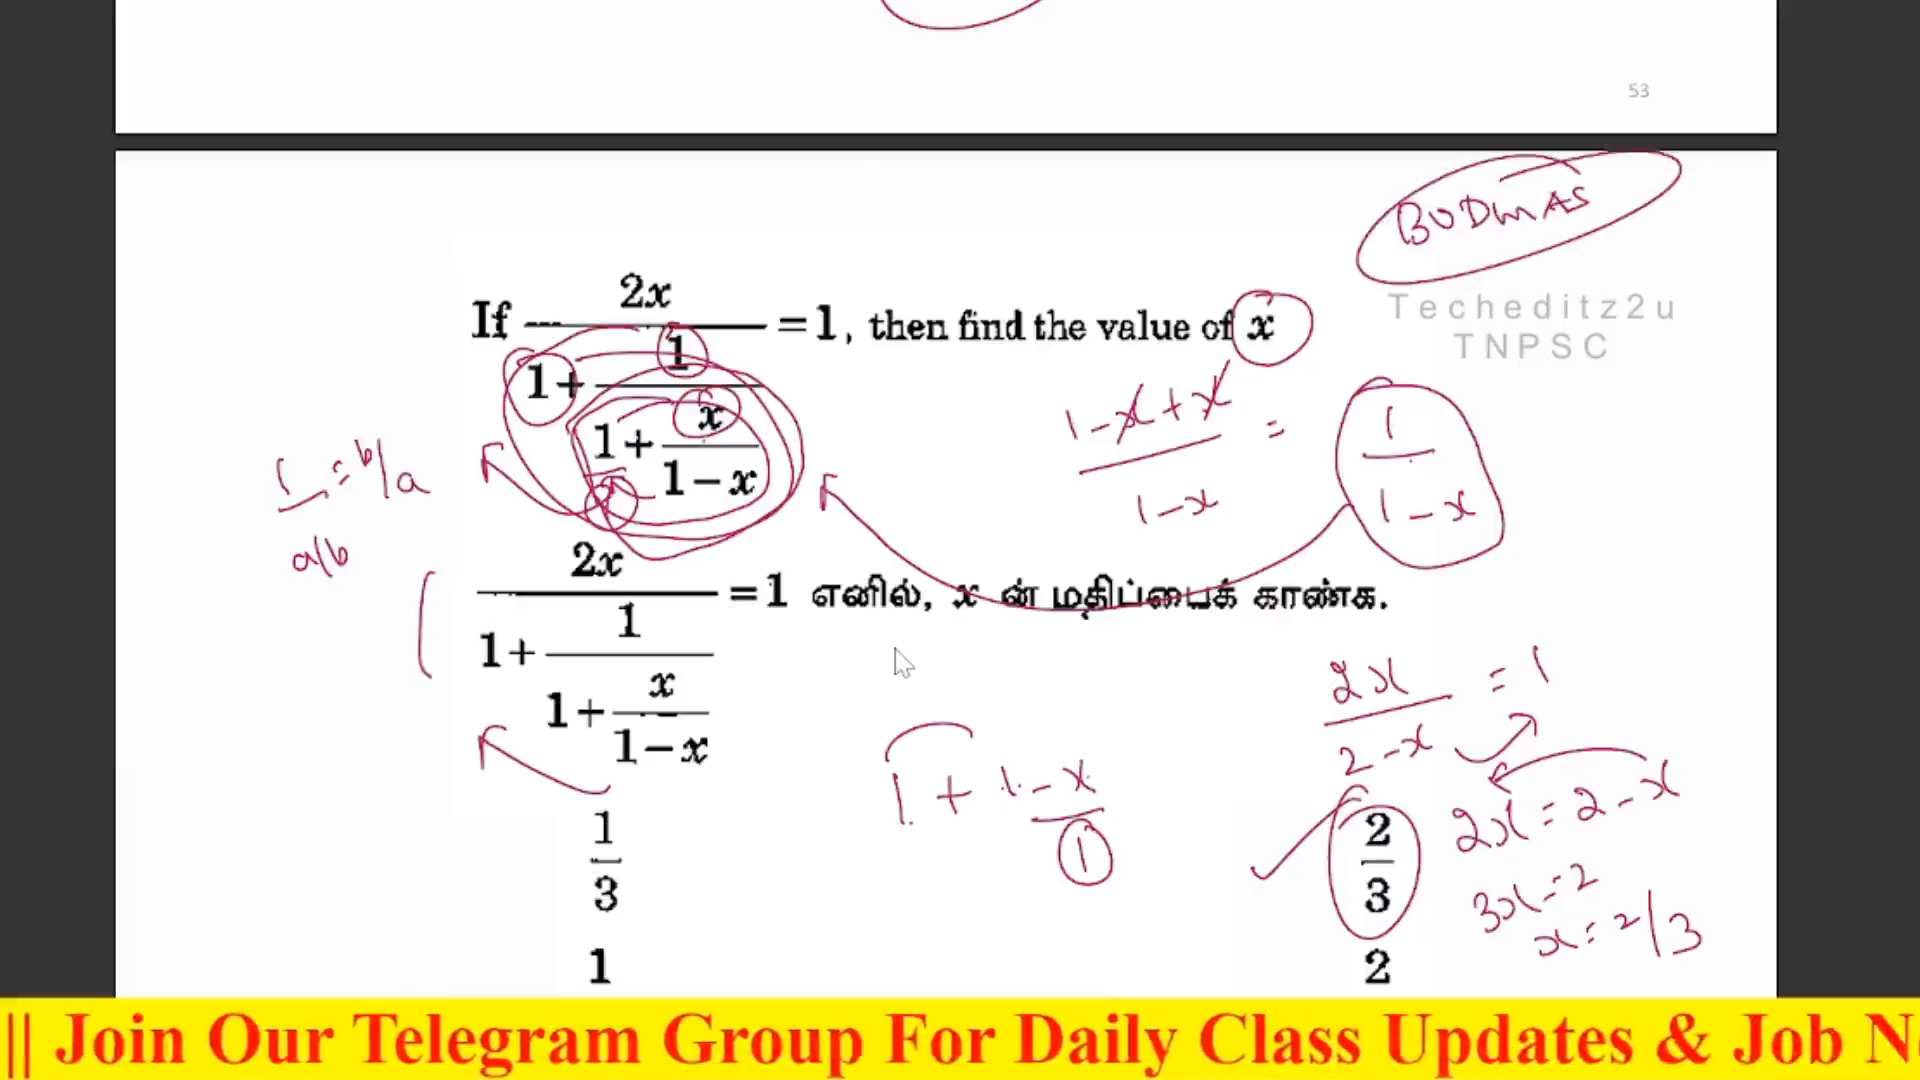 53
BODMAS
Techeditz2u
TNPSC
If 2x / (1 + 1 / (1 + x / (1 − x))) = 1, then find the value of x
1 − x + x / 1 − x = 1 / 1 − x
1 / a/b = b/a
2x / (1 + 1 / (1 + x / (1 − x))) = 1 எனில், x ன் மதிப்பைக் காண்க.
2x / 2 − x = 1
1 + 1 − x / 1
2x = 2 − x
3x = 2
x = 2/3
1/3
2/3
1
2
|| Join Our Telegram Group For Daily Class Updates & Job N